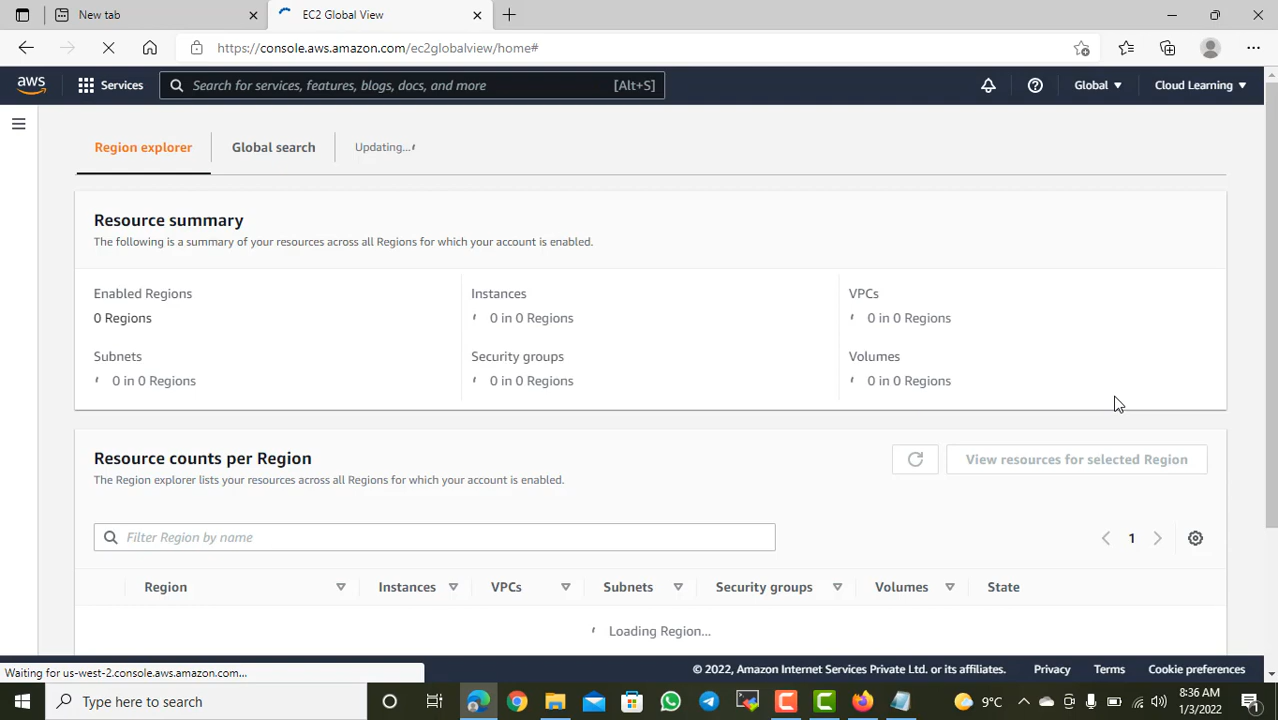 New tab
EC2 Global View
https://console.aws.amazon.com/ec2globalview/home#
aws
Services
Search for services, features, blogs, docs, and more
[Alt+S]
Global
Cloud Learning
Region explorer
Global search
Updating...
Resource summary
The following is a summary of your resources across all Regions for which your account is enabled.
Enabled Regions
0 Regions
Instances
0 in 0 Regions
VPCs
0 in 0 Regions
Subnets
0 in 0 Regions
Security groups
0 in 0 Regions
Volumes
0 in 0 Regions
Resource counts per Region
View resources for selected Region
The Region explorer lists your resources across all Regions for which your account is enabled.
Filter Region by name
1
Region
Instances
VPCs
Subnets
Security groups
Volumes
State
Loading Region...
Waiting for us-west-2.console.aws.amazon.com...
© 2022, Amazon Internet Services Private Ltd. or its affiliates.
Privacy
Terms
Cookie preferences
Type here to search
9°C
8:36 AM
1/3/2022
1